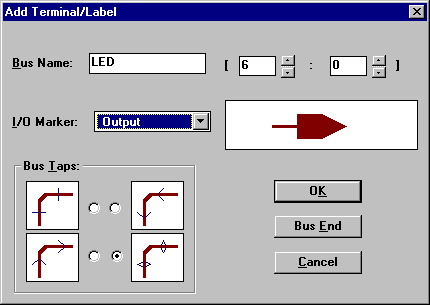 Add Terminal/Label
Bus Name: LED [ 6 : 0 ]
I/O Marker: Output
Bus Taps:
OK
Bus End
Cancel